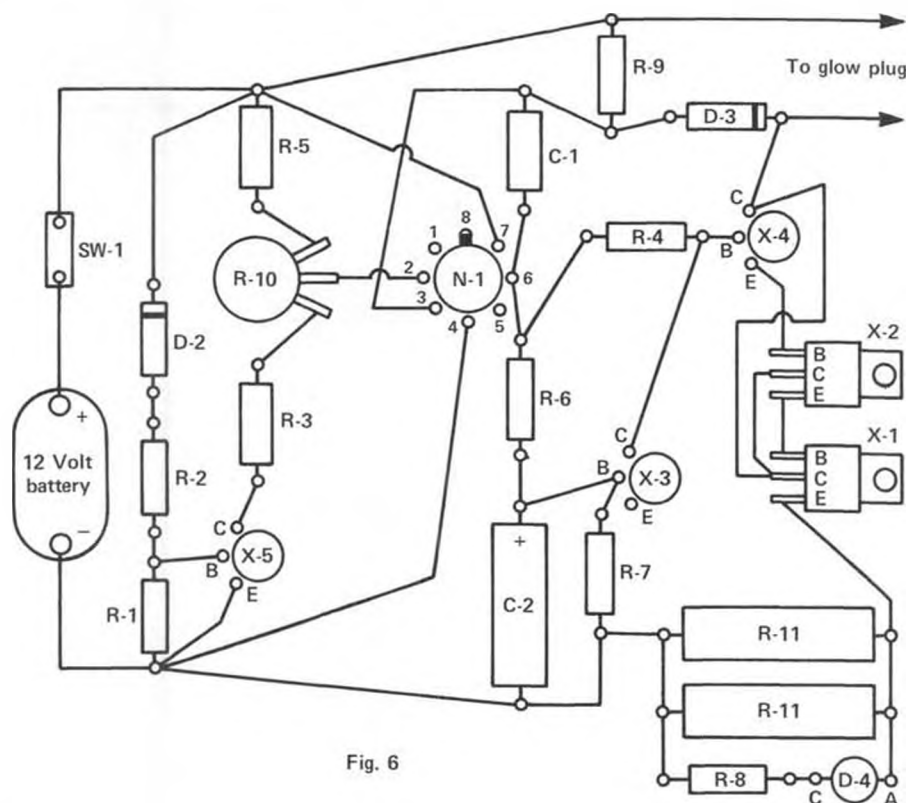 R-9
To glow plug
D-3
R-5
C-1
C
X-4
B
E
R-4
SW-1
R-10
1
8
7
2
N-1
6
3
4
5
X-2
B
C
E
D-2
R-6
R-3
X-1
B
C
E
+
12 Volt
battery
−
R-2
C
B
X-3
E
C
X-5
B
E
+
C-2
R-7
R-1
R-11
R-11
R-8
C
D-4
A
Fig. 6